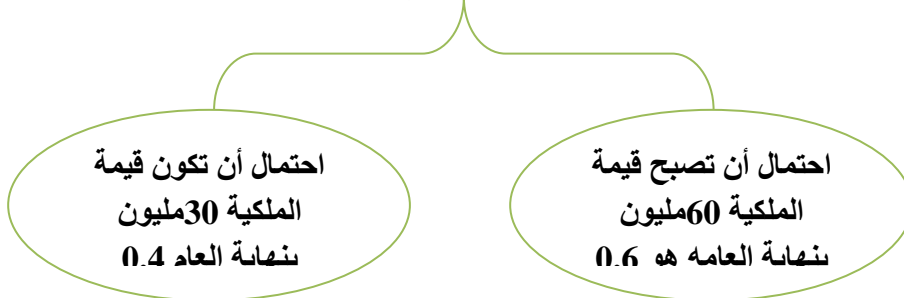 احتمال أن تصبح قيمة
الملكية 60مليون
بنهاية العامه هو 0.6
احتمال أن تكون قيمة
الملكية 30مليون
بنهاية العام 0.4